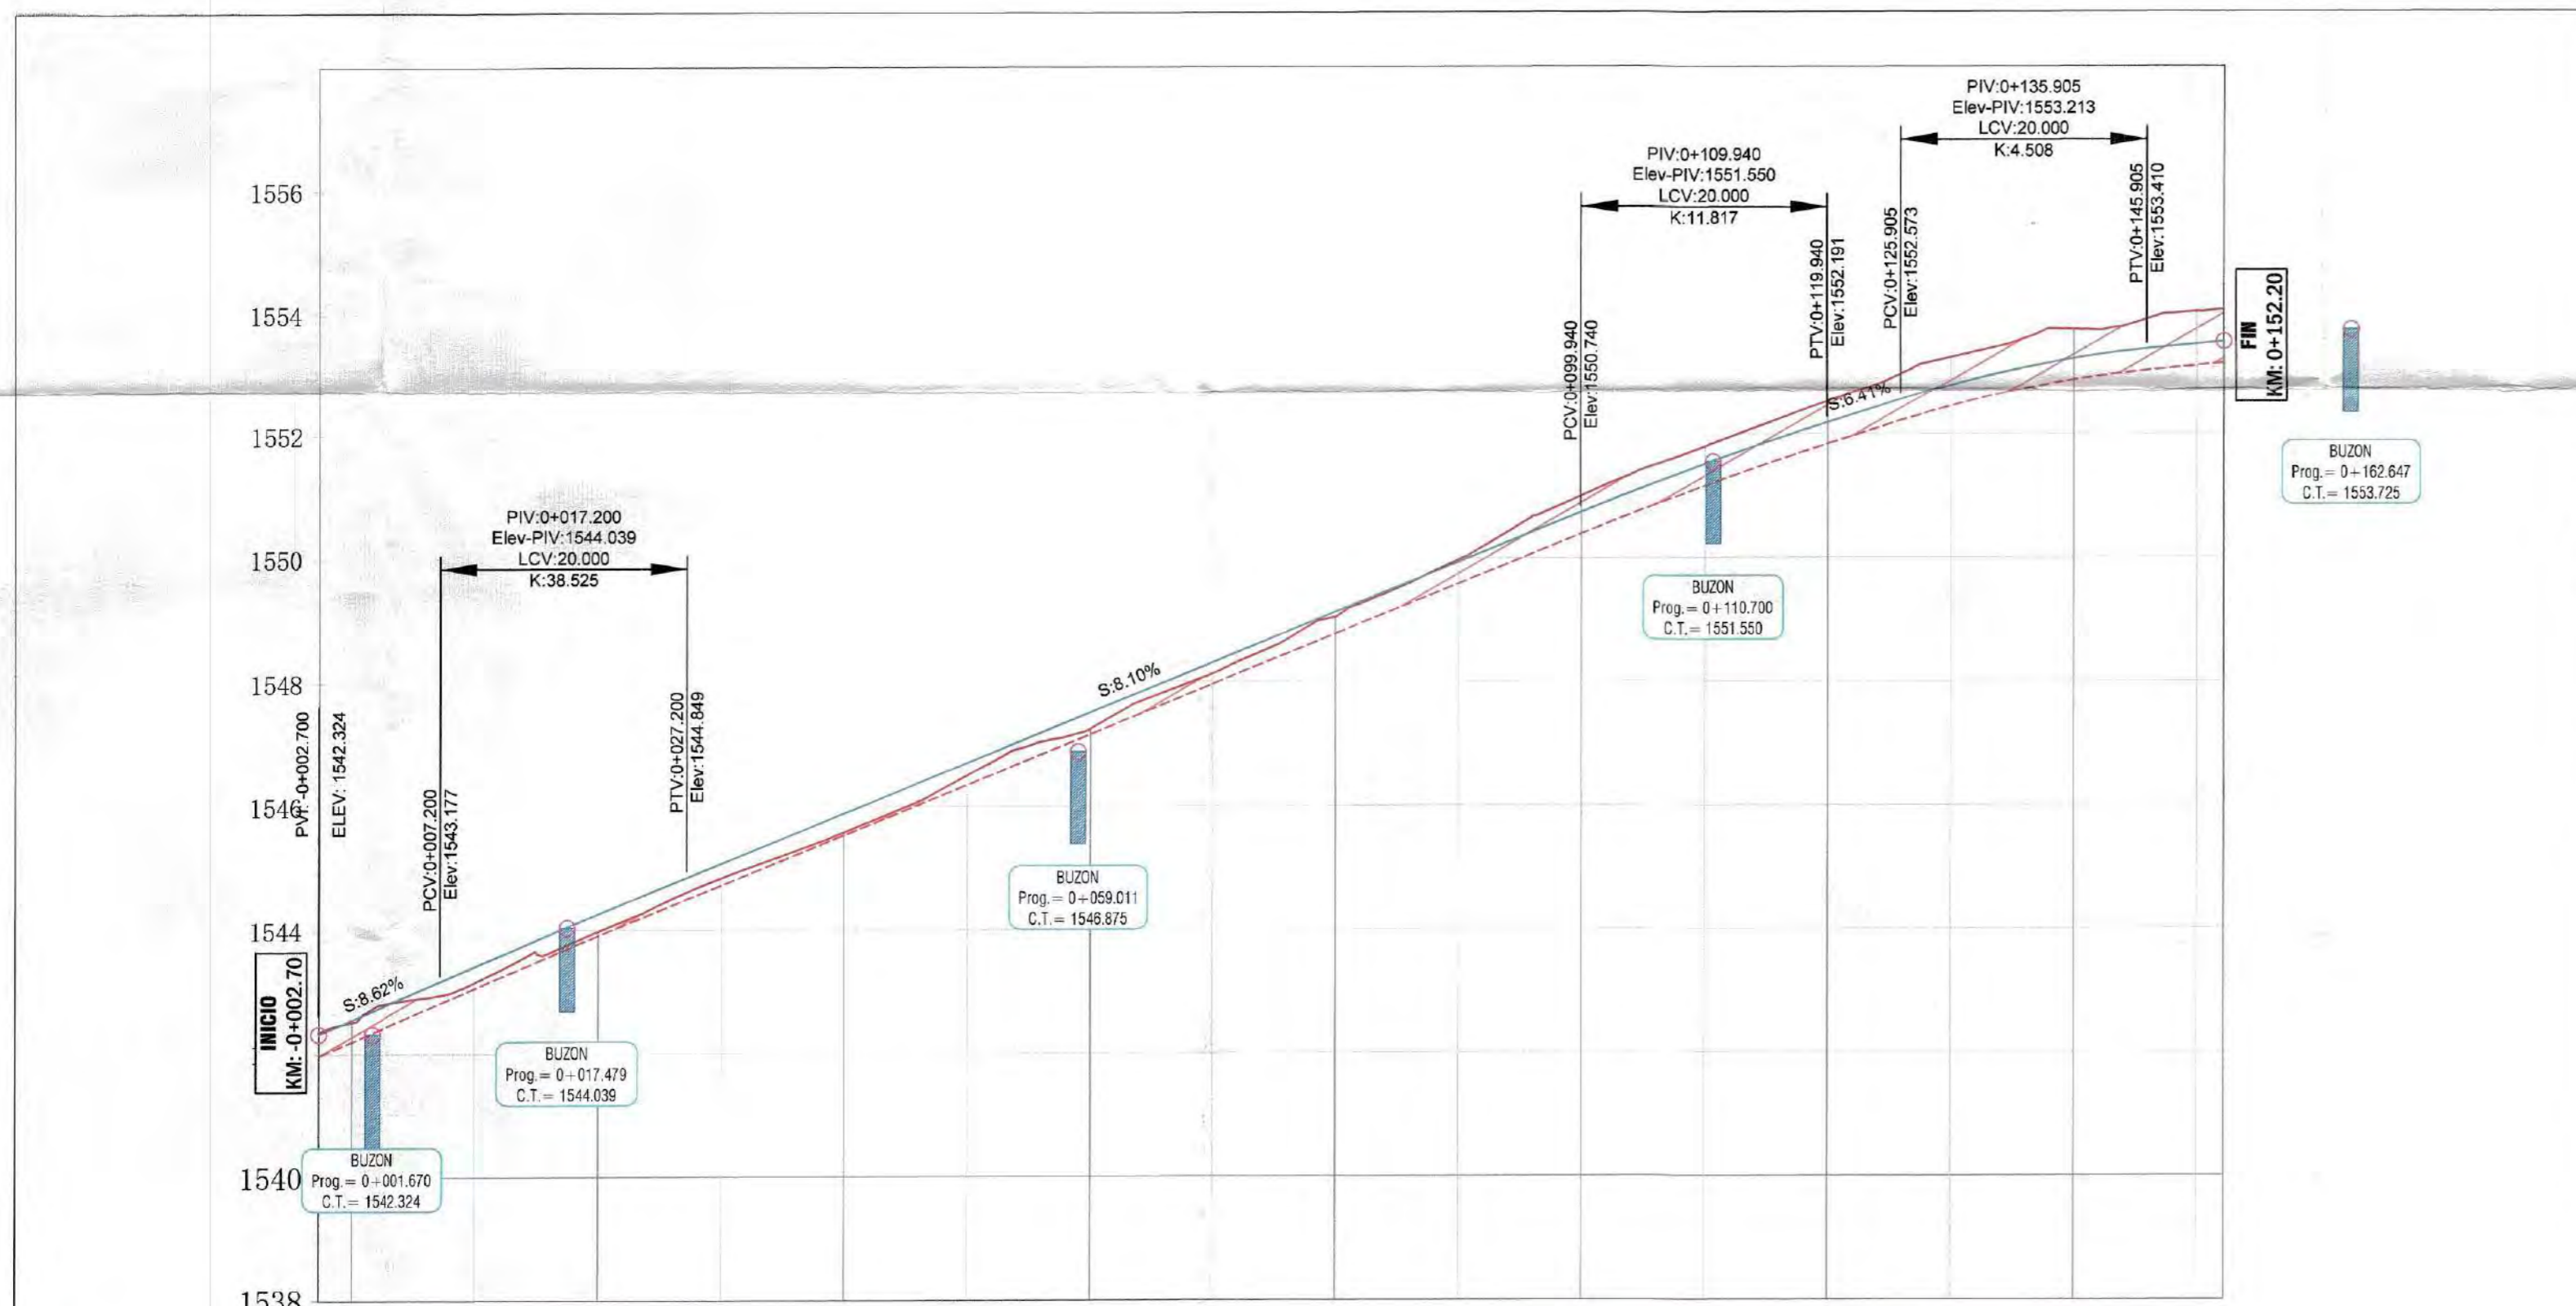 PIV:0+135.905
Elev-PIV:1553.213
LCV:20.000
K:4.508
PIV:0+109.940
Elev-PIV:1551.550
LCV:20.000
K:11.817
PIV:0+017.200
Elev-PIV:1544.039
LCV:20.000
K:38.525
1556
1554
1552
1550
1548
1546
1544
1540
1538
PVI: -0+002.700
ELEV: 1542.324
PCV:0+007.200
Elev:1543.177
PTV:0+027.200
Elev:1544.849
PCV:0+099.940
Elev:1550.740
PTV:0+119.940
Elev:1552.191
PCV:0+125.905
Elev:1552.573
PTV:0+145.905
Elev:1553.410
INICIO
KM: -0+002.70
FIN
KM: 0+152.20
S:8.62%
S:8.10%
S:6.41%
BUZON
Prog.= 0+001.670
C.T.= 1542.324
BUZON
Prog.= 0+017.479
C.T.= 1544.039
BUZON
Prog.= 0+059.011
C.T.= 1546.875
BUZON
Prog.= 0+110.700
C.T.= 1551.550
BUZON
Prog.= 0+162.647
C.T.= 1553.725